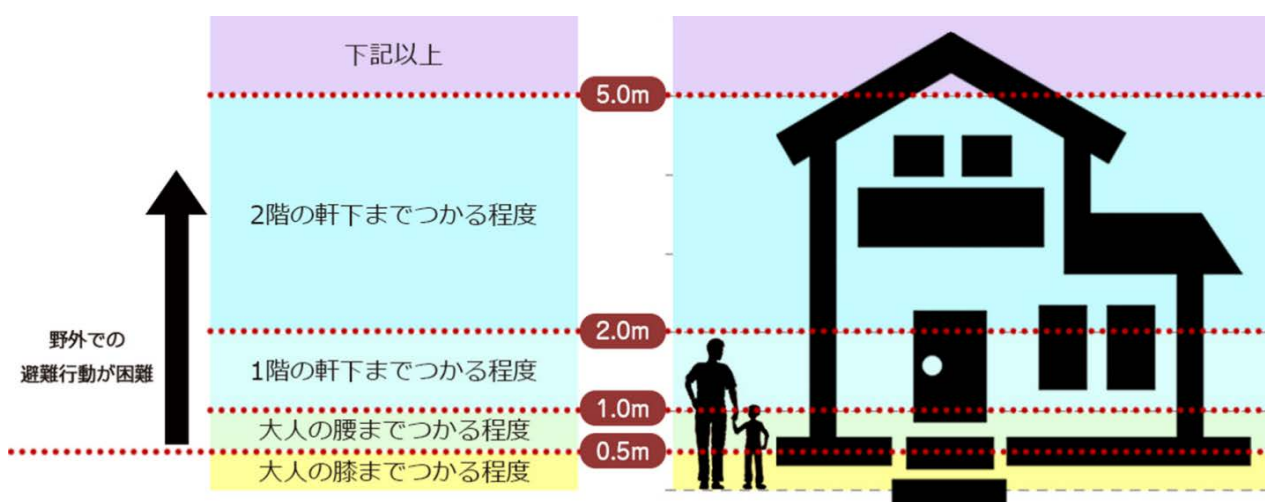 下記以上
5.0m
2階の軒下までつかる程度
2.0m
野外での
避難行動が困難
1階の軒下までつかる程度
1.0m
大人の腰までつかる程度
0.5m
大人の膝までつかる程度